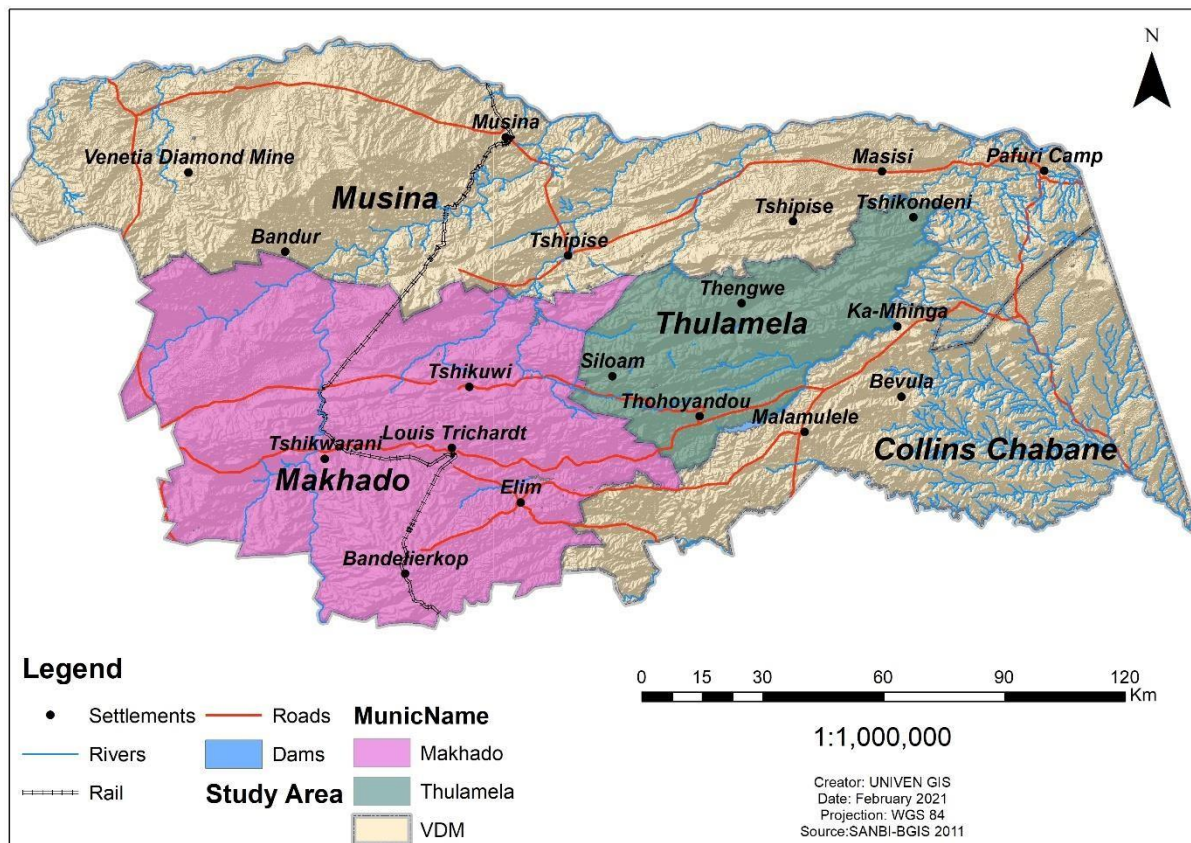 N
Musina
Venetia Diamond Mine
Masisi
Pafuri Camp
Musina
Tshipise
Tshikondeni
Bandur
Tshipise
Thengwe
Ka-Mhinga
Thulamela
Siloam
Tshikuwi
Bevula
Thohoyandou
Malamulele
Louis Trichardt
Tshikwarani
Collins Chabane
Makhado
Elim
Bandelierkop
Legend
Settlements
Roads
MunicName
Rivers
Dams
Makhado
Rail
Study Area
Thulamela
VDM
0 15 30 60 90 120
Km
1:1,000,000
Creator: UNIVEN GIS
Date: February 2021
Projection: WGS 84
Source:SANBI-BGIS 2011